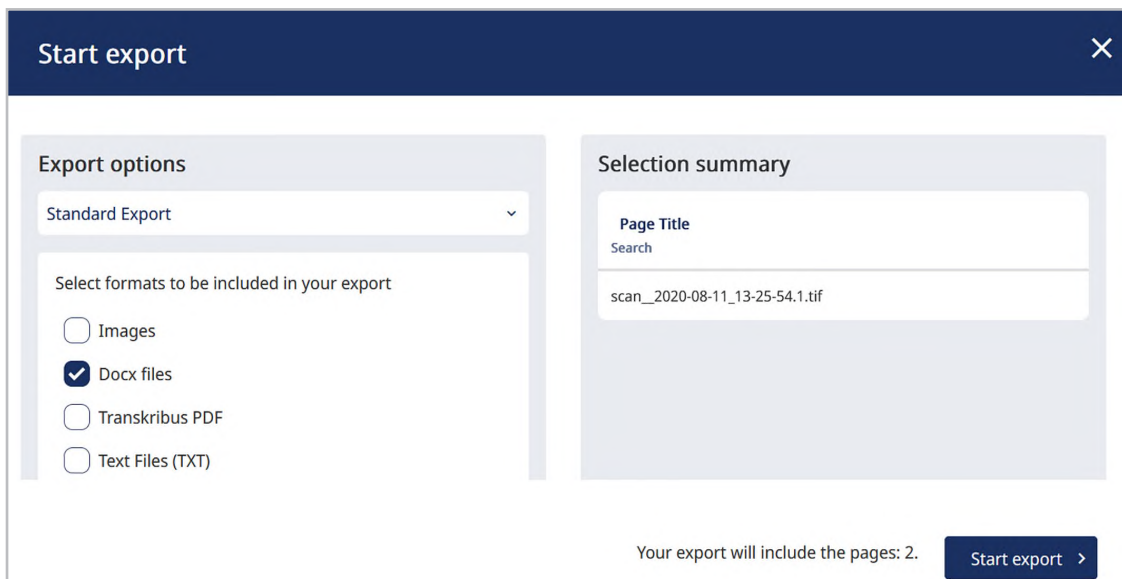 Start export
Export options
Standard Export
Select formats to be included in your export
Images
Docx files
Transkribus PDF
Text Files (TXT)
Selection summary
Page Title
Search
scan__2020-08-11_13-25-54.1.tif
Your export will include the pages: 2.
Start export